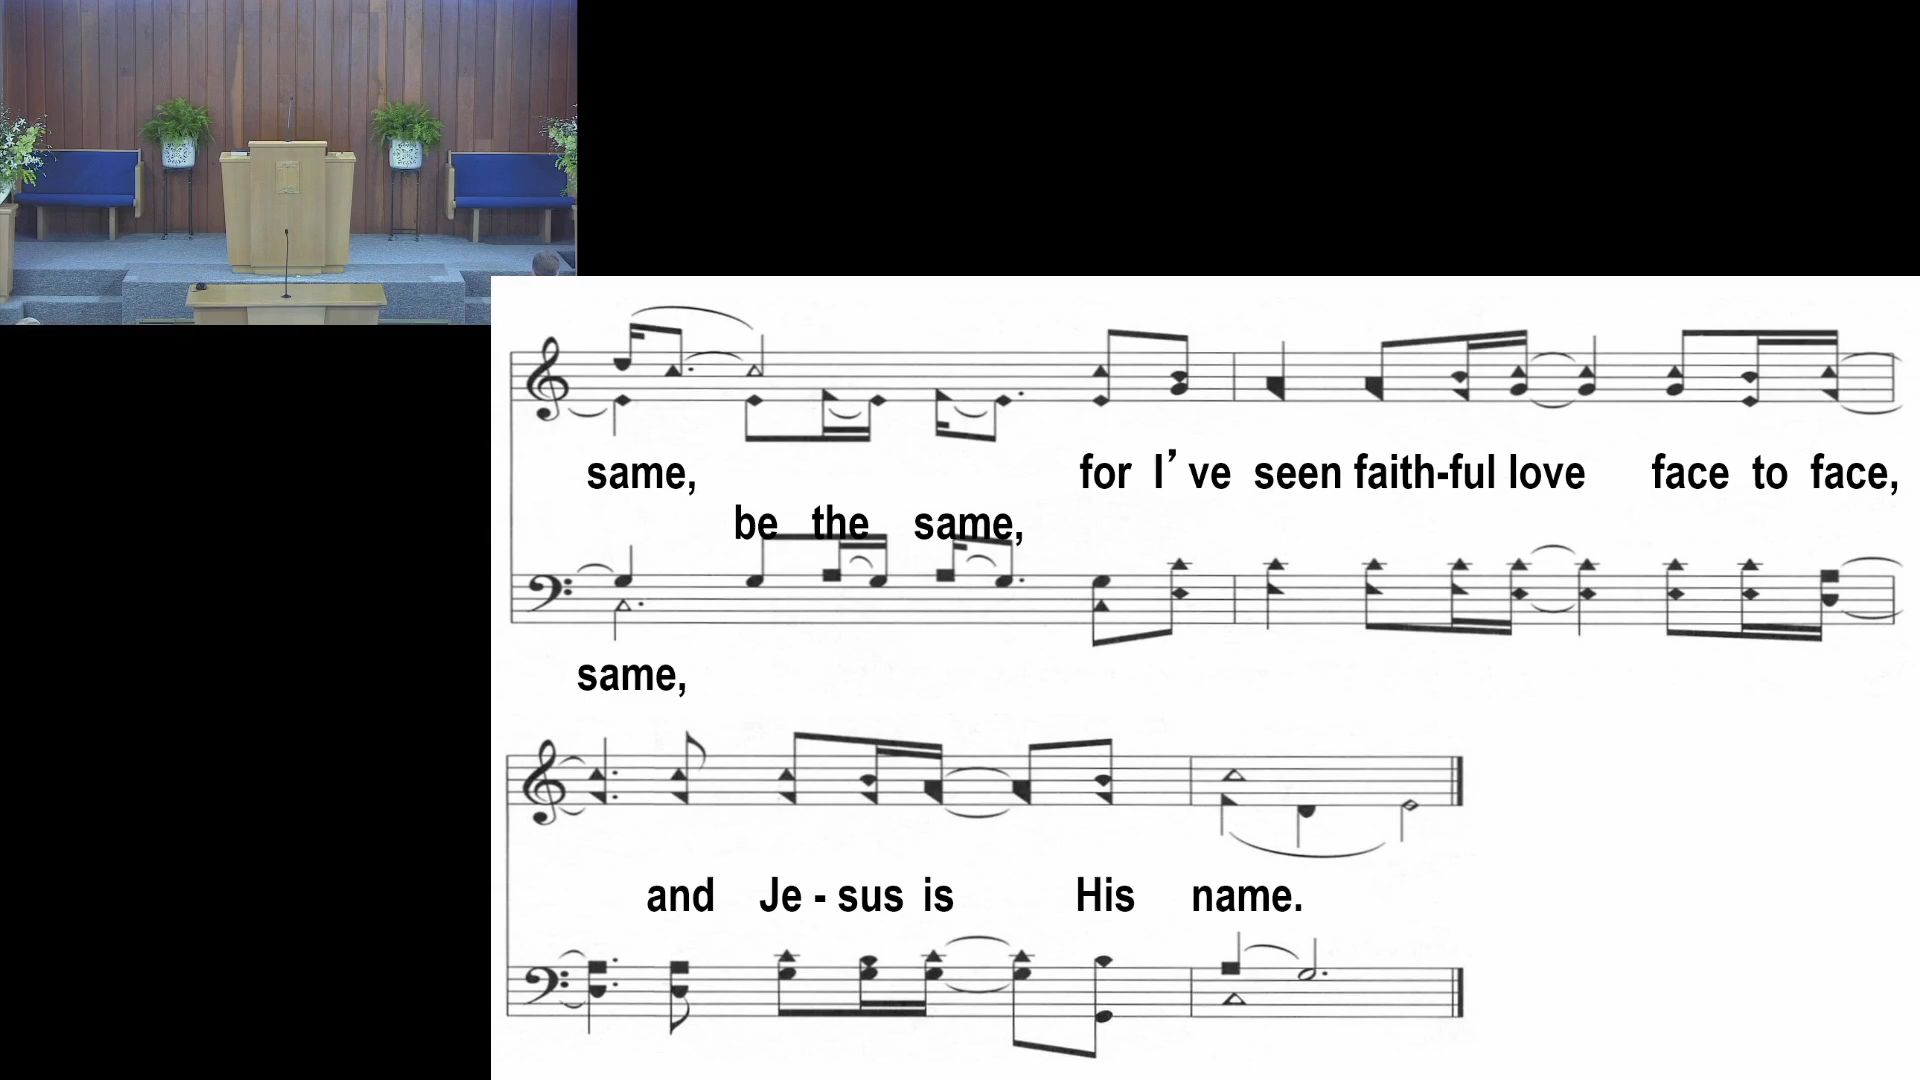 same, for I’ve seen faith-ful love face to face,
be the same,
same,
and Je - sus is His name.